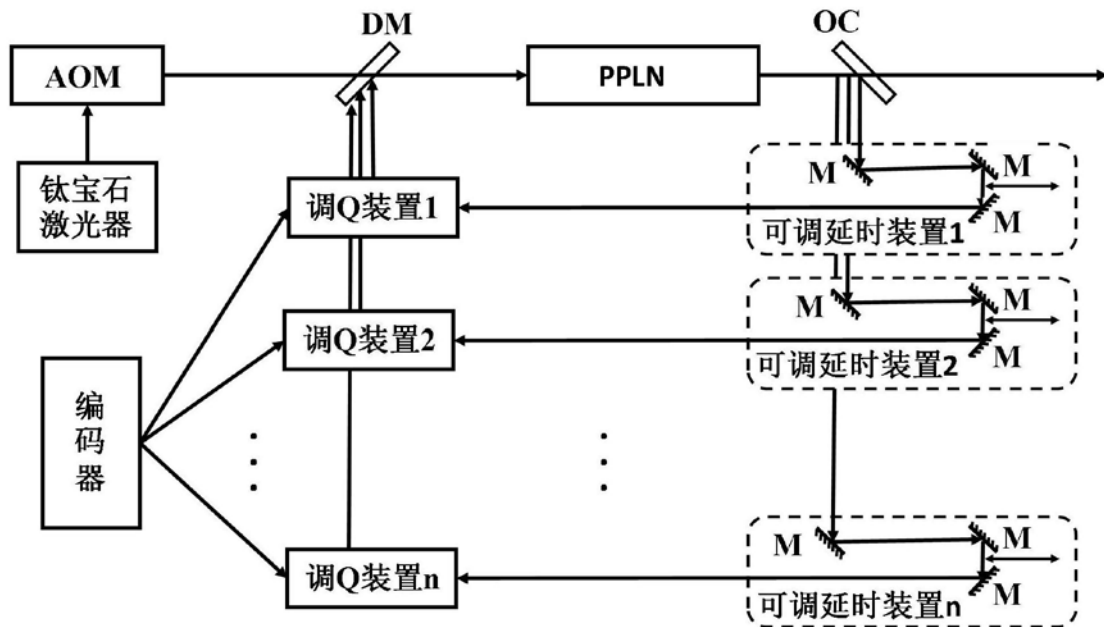 DM
OC
AOM
PPLN
钛宝石
激光器
M
M
M
调Q装置1
可调延时装置1
M
M
M
调Q装置2
可调延时装置2
编
码
器
M
M
M
调Q装置n
可调延时装置n